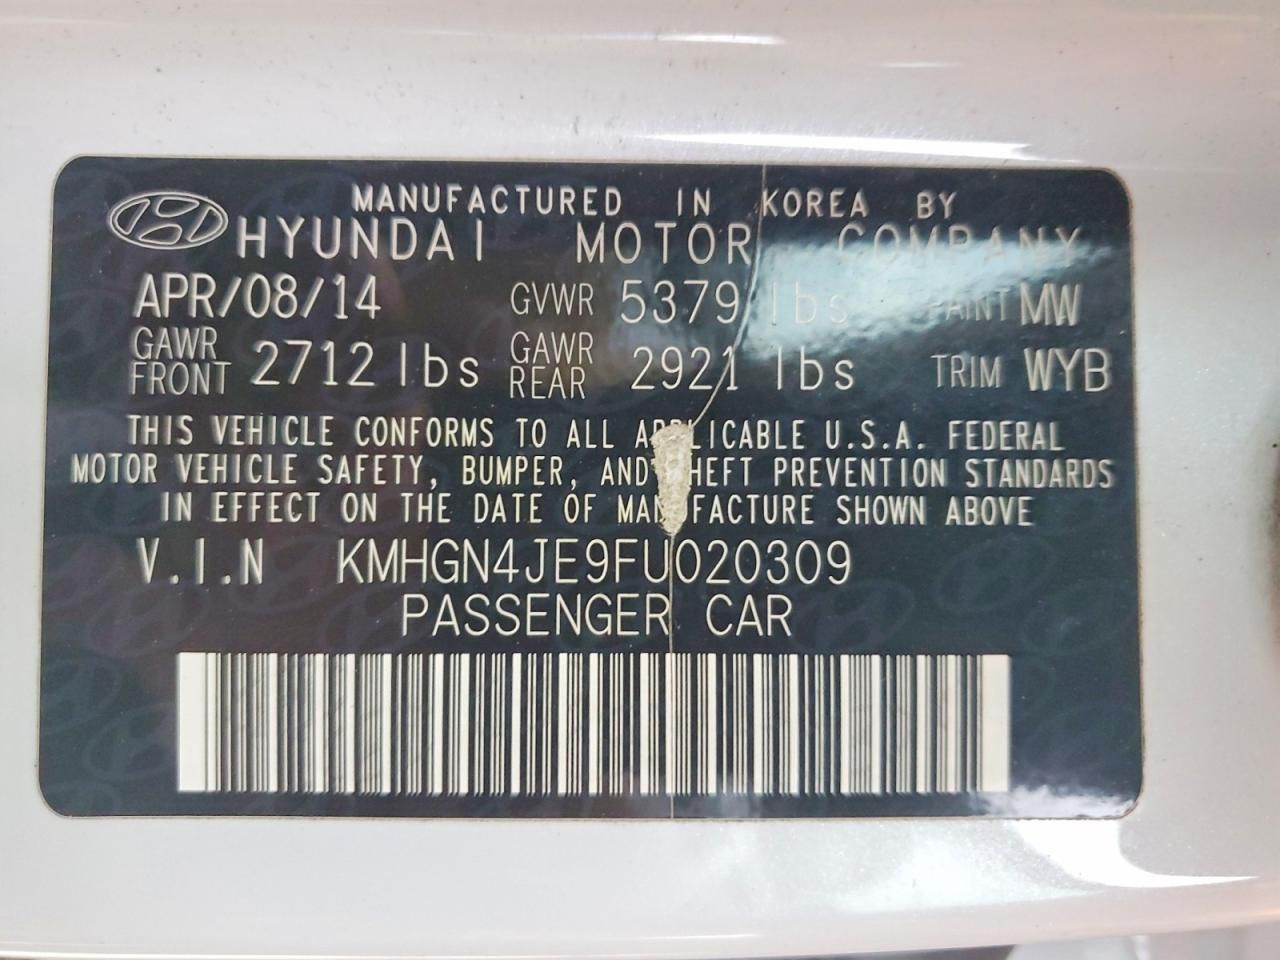 MANUFACTURED IN KOREA BY
HYUNDAI MOTOR COMPANY
APR/08/14 GVWR 5379 lbs PAINT MW
GAWR FRONT 2712 lbs GAWR REAR 2921 lbs TRIM WYB
THIS VEHICLE CONFORMS TO ALL APPLICABLE U.S.A. FEDERAL
MOTOR VEHICLE SAFETY, BUMPER, AND THEFT PREVENTION STANDARDS
IN EFFECT ON THE DATE OF MANUFACTURE SHOWN ABOVE
V.I.N KMHGN4JE9FU020309
PASSENGER CAR